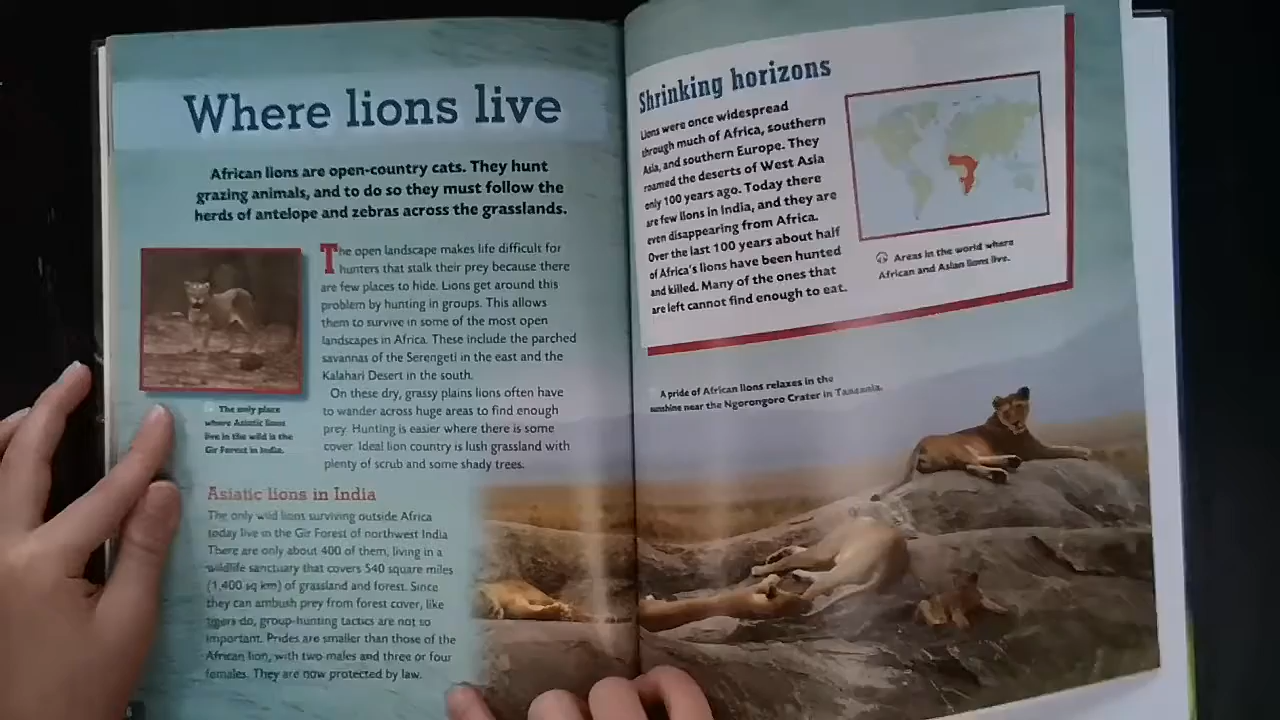 Where lions live
African lions are open-country cats. They hunt
grazing animals, and to do so they must follow the
herds of antelope and zebras across the grasslands.
The open landscape makes life difficult for
hunters that stalk their prey because there
are few places to hide. Lions get around this
problem by hunting in groups. This allows
them to survive in some of the most open
landscapes in Africa. These include the parched
savannas of the Serengeti in the east and the
Kalahari Desert in the south.
On these dry, grassy plains lions often have
to wander across huge areas to find enough
prey. Hunting is easier where there is some
cover. Ideal lion country is lush grassland with
plenty of scrub and some shady trees.
The only place
where Asiatic lions
live in the wild is the
Gir Forest in India.
Asiatic lions in India
The only wild lions surviving outside Africa
today live in the Gir Forest of northwest India
There are only about 400 of them, living in a
wildlife sanctuary that covers 540 square miles
(1,400 sq km) of grassland and forest. Since
they can ambush prey from forest cover, like
tigers do, group-hunting tactics are not so
important. Prides are smaller than those of the
African lion, with two males and three or four
females. They are now protected by law.
6
Shrinking horizons
Lions were once widespread
through much of Africa, southern
Asia, and southern Europe. They
roamed the deserts of West Asia
only 100 years ago. Today there
are few lions in India, and they are
even disappearing from Africa.
Over the last 100 years about half
of Africa's lions have been hunted
and killed. Many of the ones that
are left cannot find enough to eat.
Areas in the world where
African and Asian lions live.
A pride of African lions relaxes in the
sunshine near the Ngorongoro Crater in Tanzania.